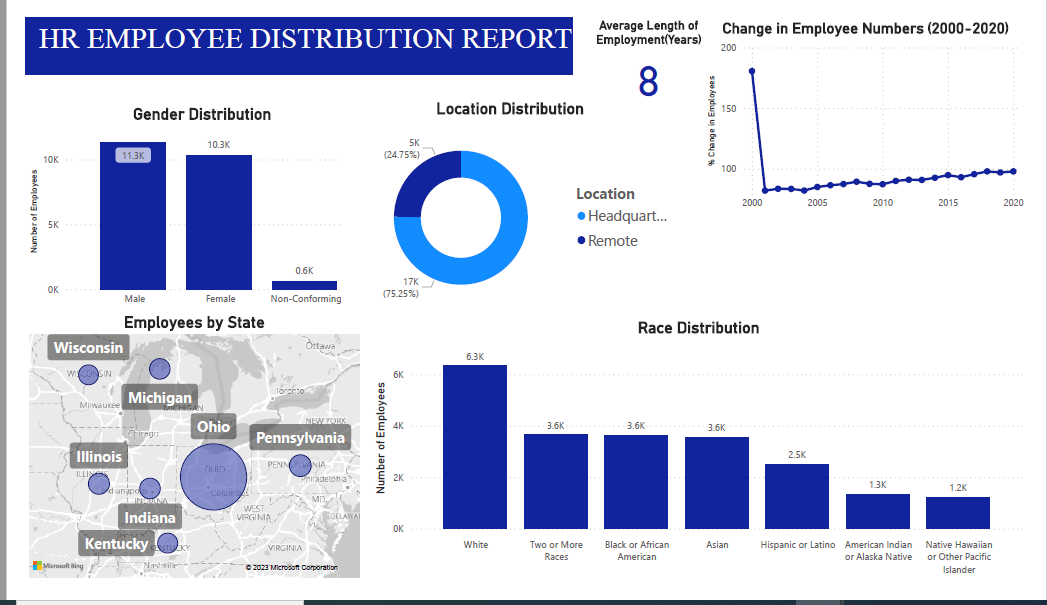 HR EMPLOYEE DISTRIBUTION REPORT
Average Length of
Employment(Years)
8
Change in Employee Numbers (2000-2020)
% Change in Employees
200
150
100
2000
2005
2010
2015
2020
Gender Distribution
Number of Employees
10K
5K
0K
11.3K
10.3K
0.6K
Male
Female
Non-Conforming
Location Distribution
5K
(24.75%)
17K
(75.25%)
Location
Headquart...
Remote
Employees by State
Wisconsin
Michigan
Ohio
Pennsylvania
Illinois
Indiana
Kentucky
Ottawa
WISCONSIN
Milwaukee
MICHIGAN
Toronto
Chicago
NEW YORK
ILLINOIS
Indianapolis
INDIANA
OHIO
Columbus
PENNSYLVANIA
Philadelphia
MD
DELAWA
WEST
VIRGINIA
KENTUCKY
VIRGINIA
Nashville
Microsoft Bing
© 2023 Microsoft Corporation
Race Distribution
Number of Employees
6K
4K
2K
0K
6.3K
3.6K
3.6K
3.6K
2.5K
1.3K
1.2K
White
Two or More
Races
Black or African
American
Asian
Hispanic or Latino
American Indian
or Alaska Native
Native Hawaiian
or Other Pacific
Islander